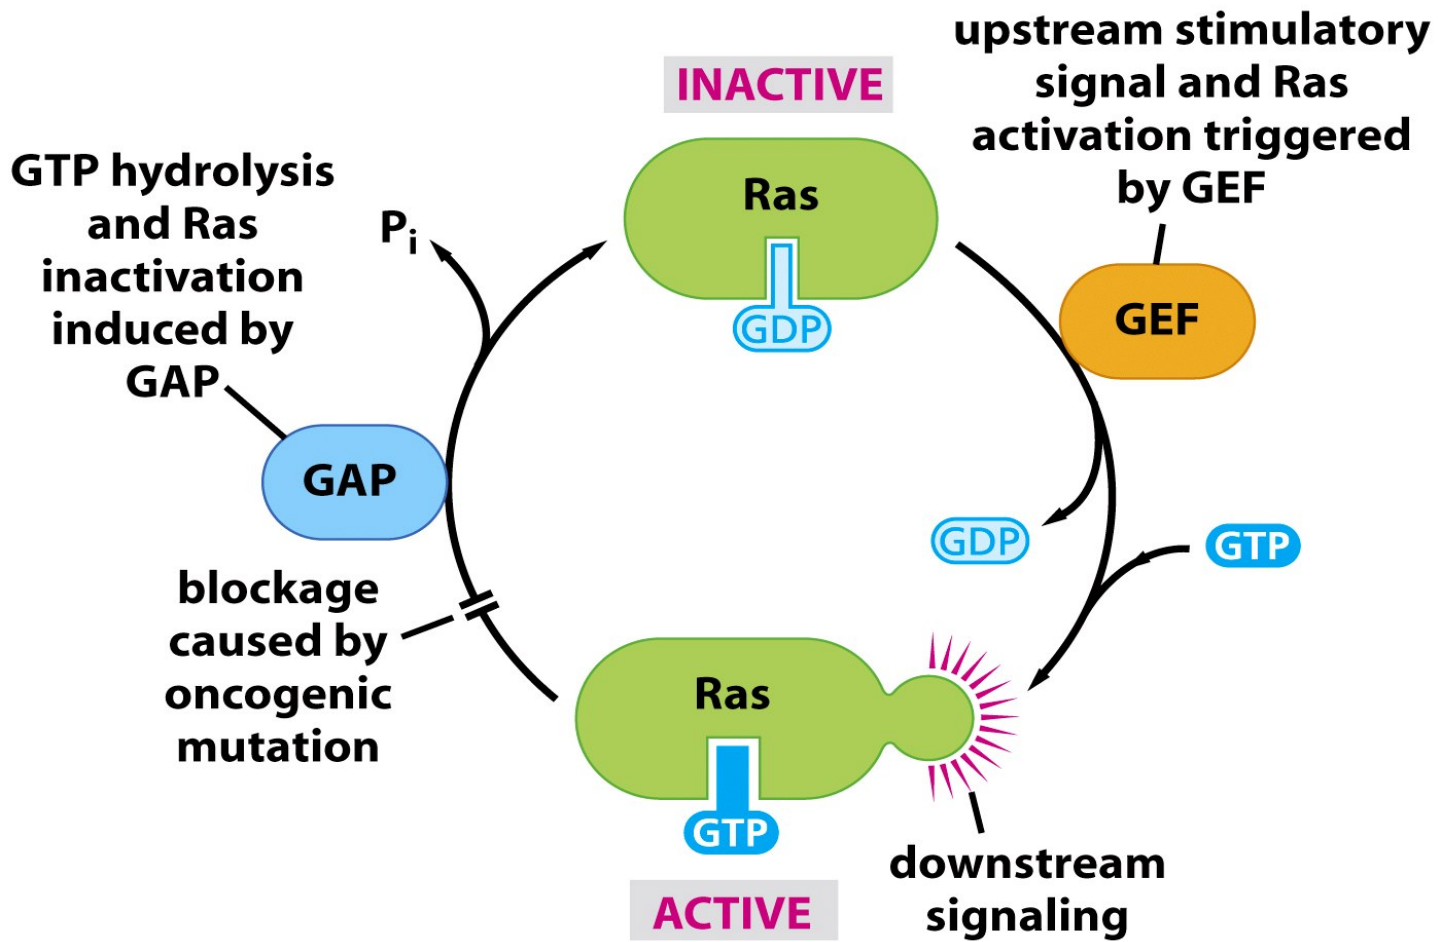 upstream stimulatory
signal and Ras
activation triggered
by GEF
INACTIVE
GTP hydrolysis
and Ras
inactivation
induced by
GAP
Pi
Ras
GDP
GEF
GAP
GDP
GTP
blockage
caused by
oncogenic
mutation
Ras
GTP
ACTIVE
downstream
signaling